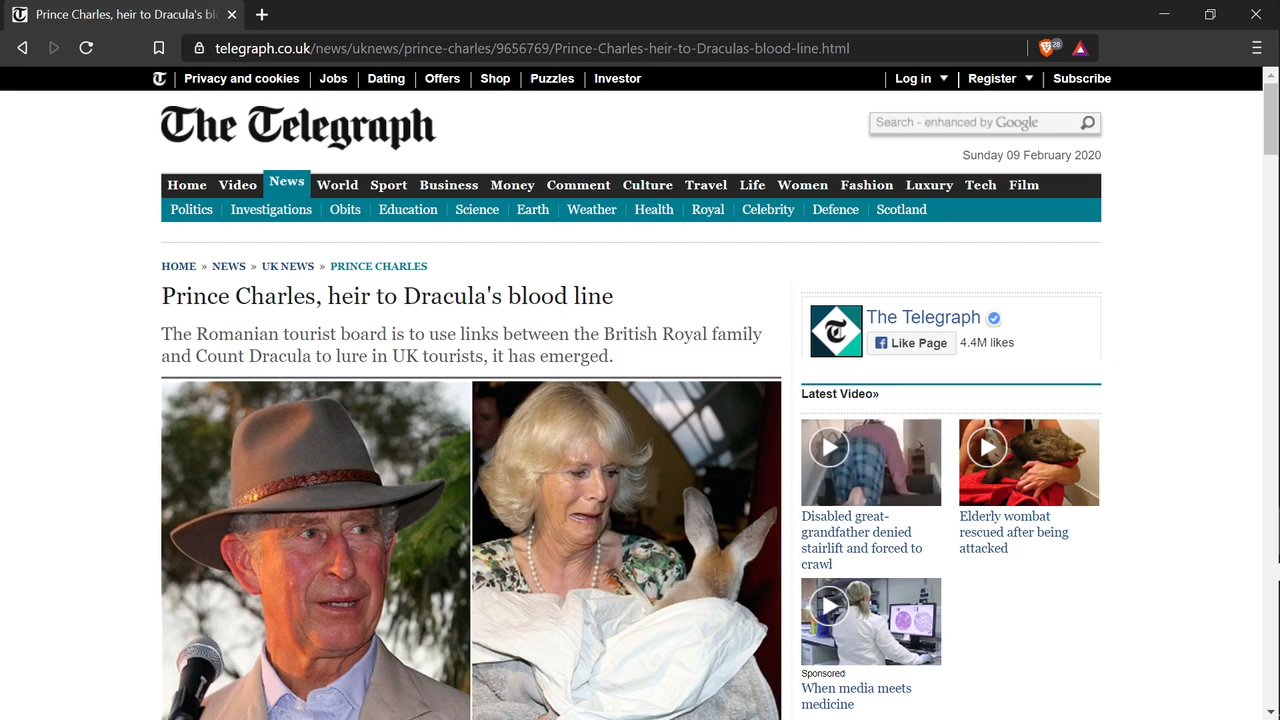 Prince Charles, heir to Dracula's bl
telegraph.co.uk/news/uknews/prince-charles/9656769/Prince-Charles-heir-to-Draculas-blood-line.html
28
Privacy and cookies | Jobs | Dating | Offers | Shop | Puzzles | Investor | Log in | Register | Subscribe
The Telegraph
Search - enhanced by Google
Sunday 09 February 2020
Home Video News World Sport Business Money Comment Culture Travel Life Women Fashion Luxury Tech Film
Politics | Investigations | Obits | Education | Science | Earth | Weather | Health | Royal | Celebrity | Defence | Scotland
HOME » NEWS » UK NEWS » PRINCE CHARLES
Prince Charles, heir to Dracula's blood line
The Romanian tourist board is to use links between the British Royal family
and Count Dracula to lure in UK tourists, it has emerged.
The Telegraph
Like Page 4.4M likes
Latest Video»
Disabled great-
grandfather denied
stairlift and forced to
crawl
Elderly wombat
rescued after being
attacked
Sponsored
When media meets
medicine